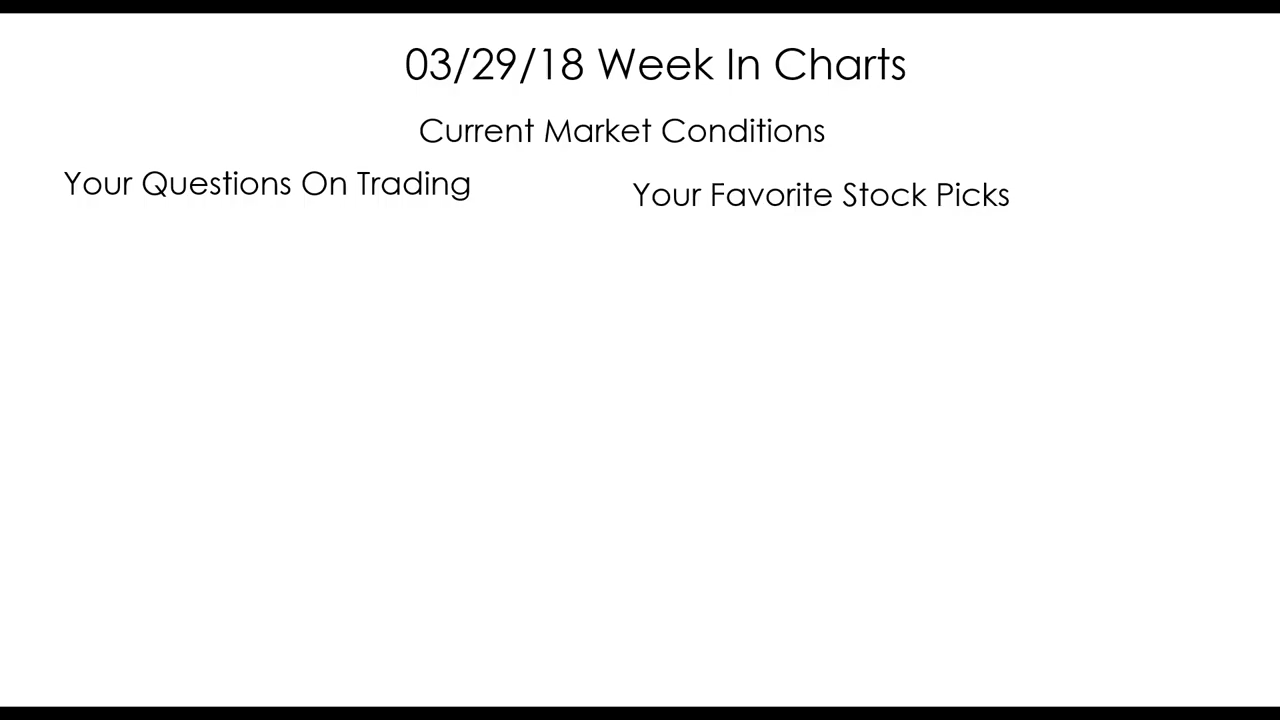 03/29/18 Week In Charts
Current Market Conditions
Your Questions On Trading
Your Favorite Stock Picks